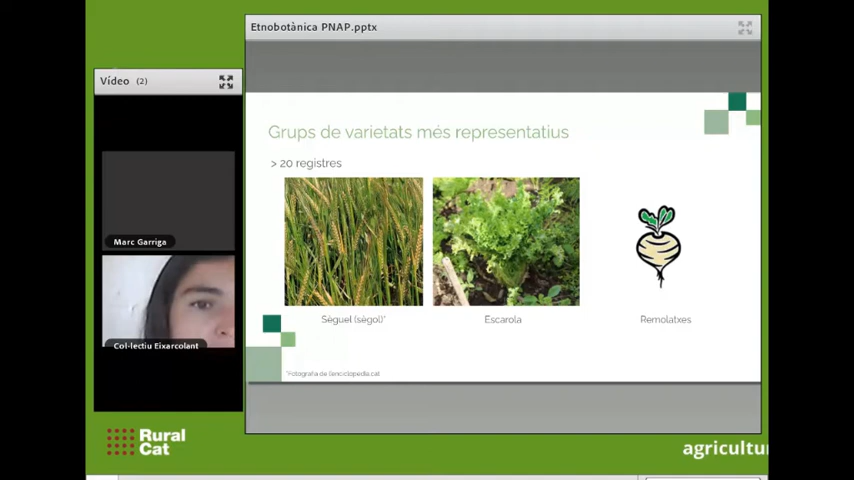 Etnobotànica PNAP.pptx
Vídeo (2)
Grups de varietats més representatius
> 20 registres
Marc Garriga
Col·lectiu Eixarcolant
Sèguel (sègol)*
Escarola
Remolatxes
*Fotografia de l'enciclopedia.cat
Rural
Cat
agricultur